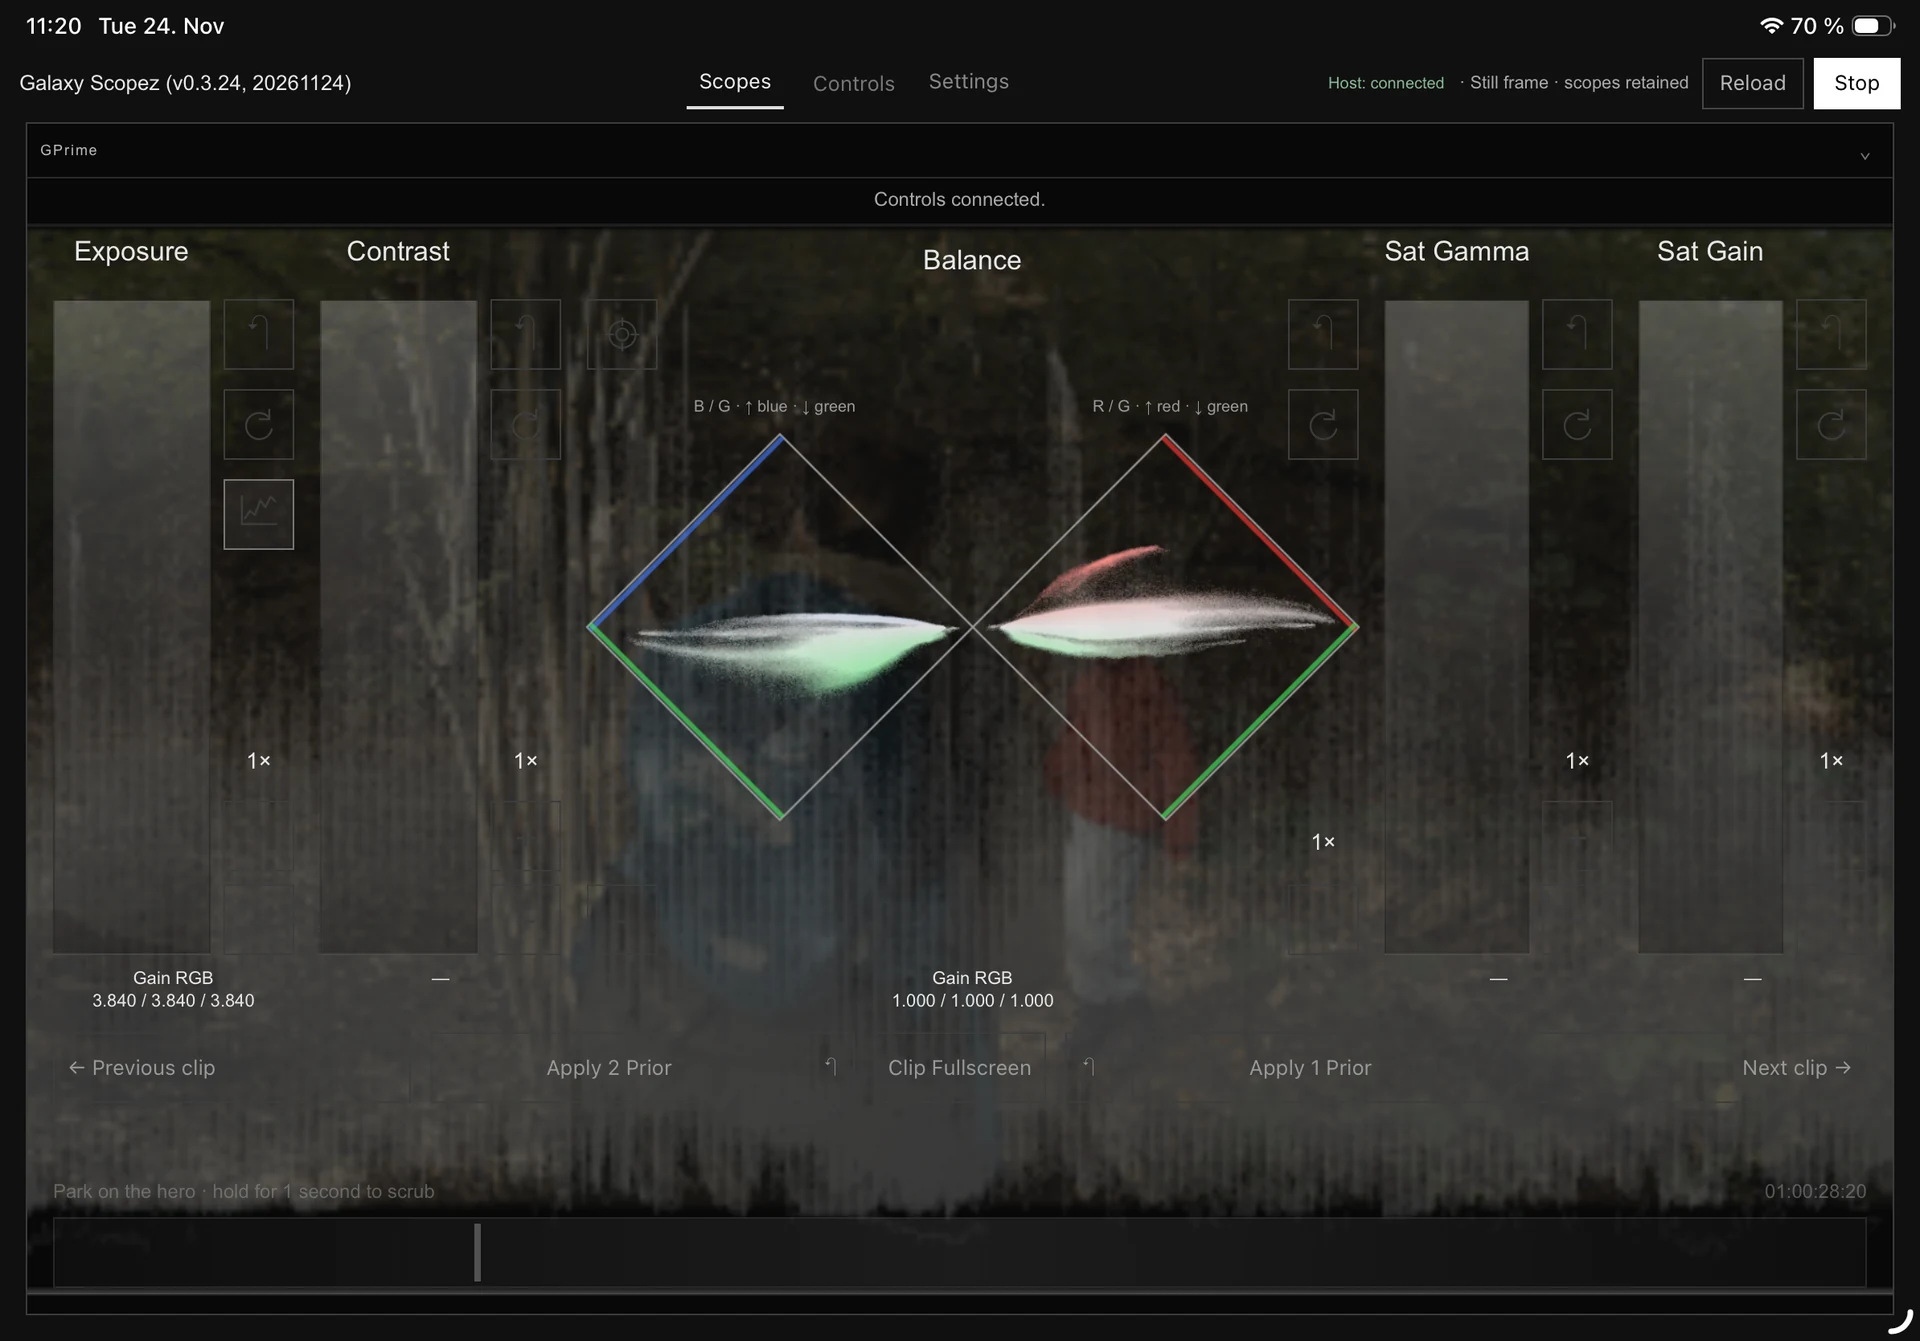 11:20 Tue 24. Nov
70 %
Galaxy Scopez (v0.3.24, 20261124)
Scopes
Controls
Settings
Host: connected · Still frame · scopes retained
Reload
Stop
GPrime
Controls connected.
Exposure
Contrast
Balance
Sat Gamma
Sat Gain
B / G · ↑ blue · ↓ green
R / G · ↑ red · ↓ green
1×
1×
1×
1×
1×
Gain RGB
3.840 / 3.840 / 3.840
—
Gain RGB
1.000 / 1.000 / 1.000
—
—
← Previous clip
Apply 2 Prior
Clip Fullscreen
Apply 1 Prior
Next clip →
Park on the hero · hold for 1 second to scrub
01:00:28:20